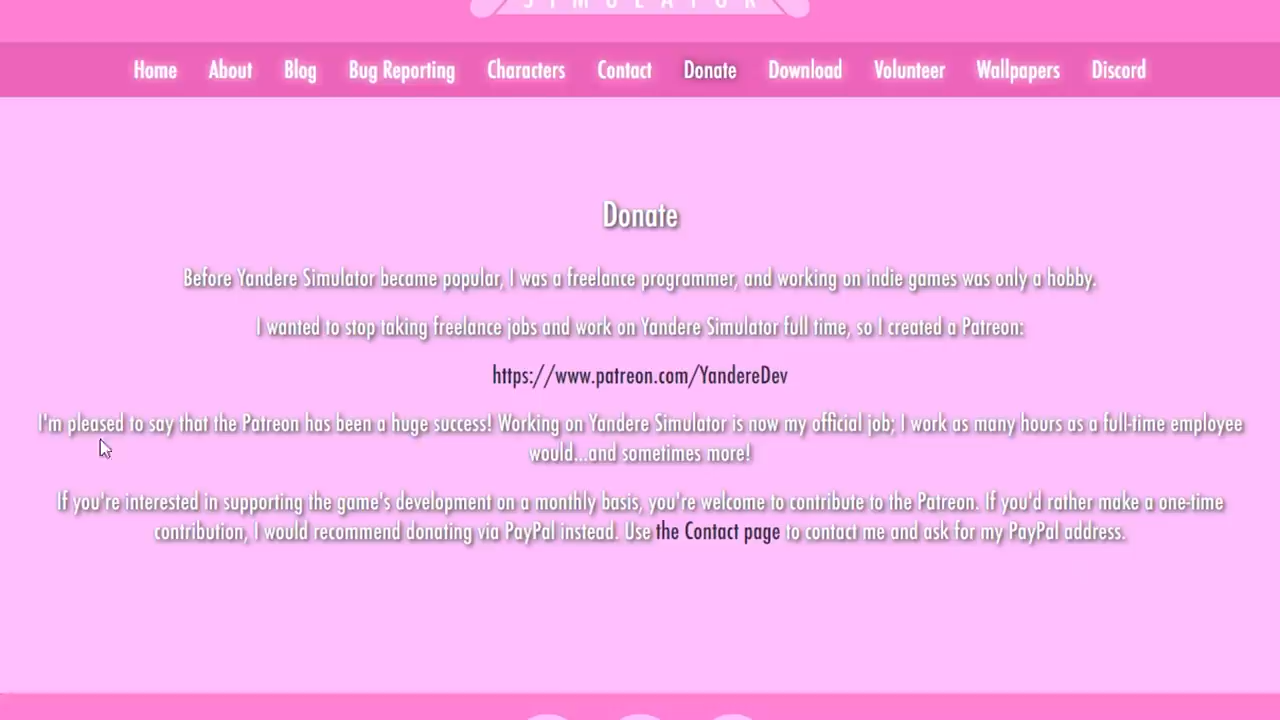 SIMULATOR
Home About Blog Bug Reporting Characters Contact Donate Download Volunteer Wallpapers Discord
Donate
Before Yandere Simulator became popular, I was a freelance programmer, and working on indie games was only a hobby.
I wanted to stop taking freelance jobs and work on Yandere Simulator full time, so I created a Patreon:
https://www.patreon.com/YandereDev
I'm pleased to say that the Patreon has been a huge success! Working on Yandere Simulator is now my official job; I work as many hours as a full-time employee
would...and sometimes more!
If you're interested in supporting the game's development on a monthly basis, you're welcome to contribute to the Patreon. If you'd rather make a one-time
contribution, I would recommend donating via PayPal instead. Use the Contact page to contact me and ask for my PayPal address.